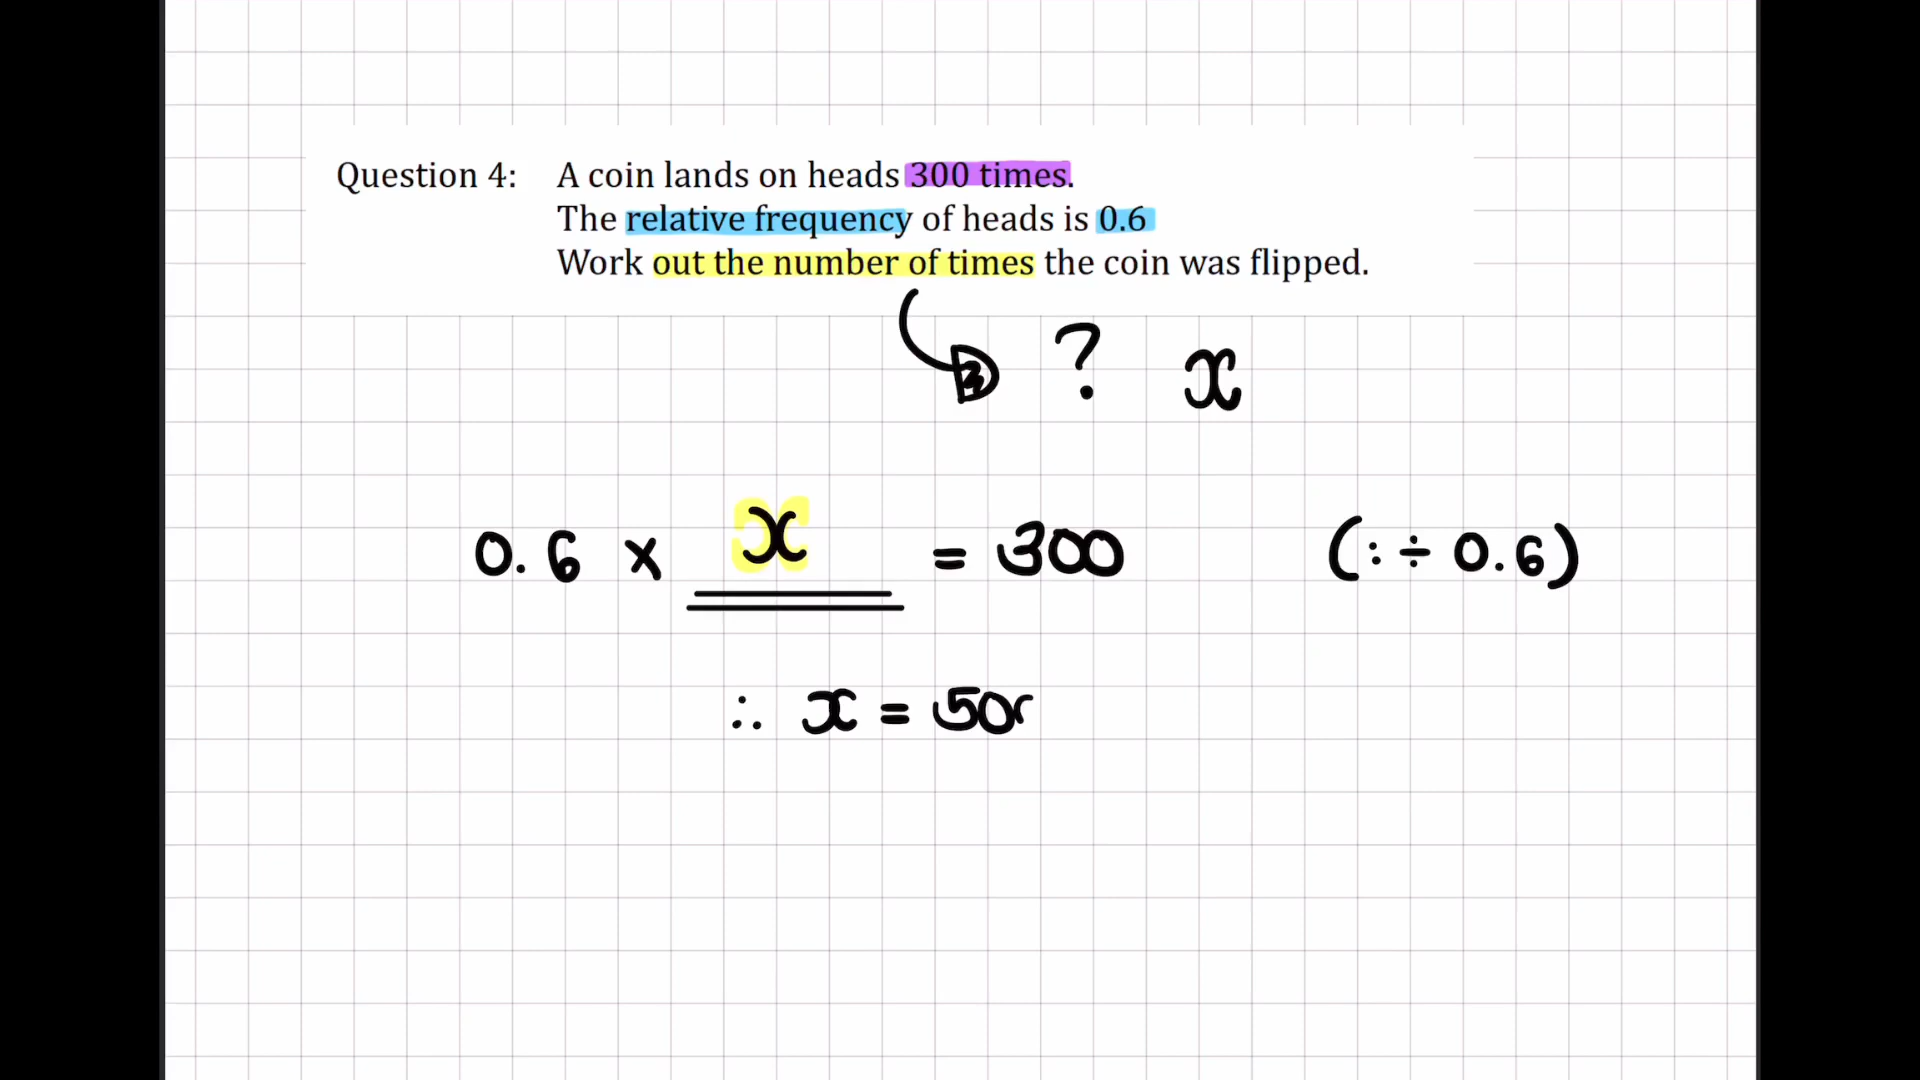 Question 4: A coin lands on heads 300 times.
The relative frequency of heads is 0.6
Work out the number of times the coin was flipped.
? x
0.6 × x = 300 (: ÷ 0.6)
∴ x = 50